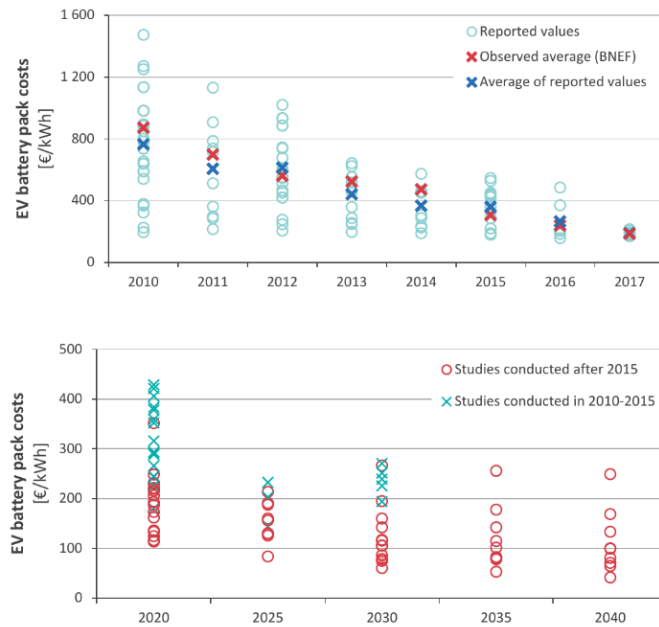 EV battery pack costs
[€/kWh]
1 600
1 200
800
400
0
Reported values
Observed average (BNEF)
Average of reported values
2010 2011 2012 2013 2014 2015 2016 2017
EV battery pack costs
[€/kWh]
500
400
300
200
100
0
Studies conducted after 2015
Studies conducted in 2010-2015
2020 2025 2030 2035 2040